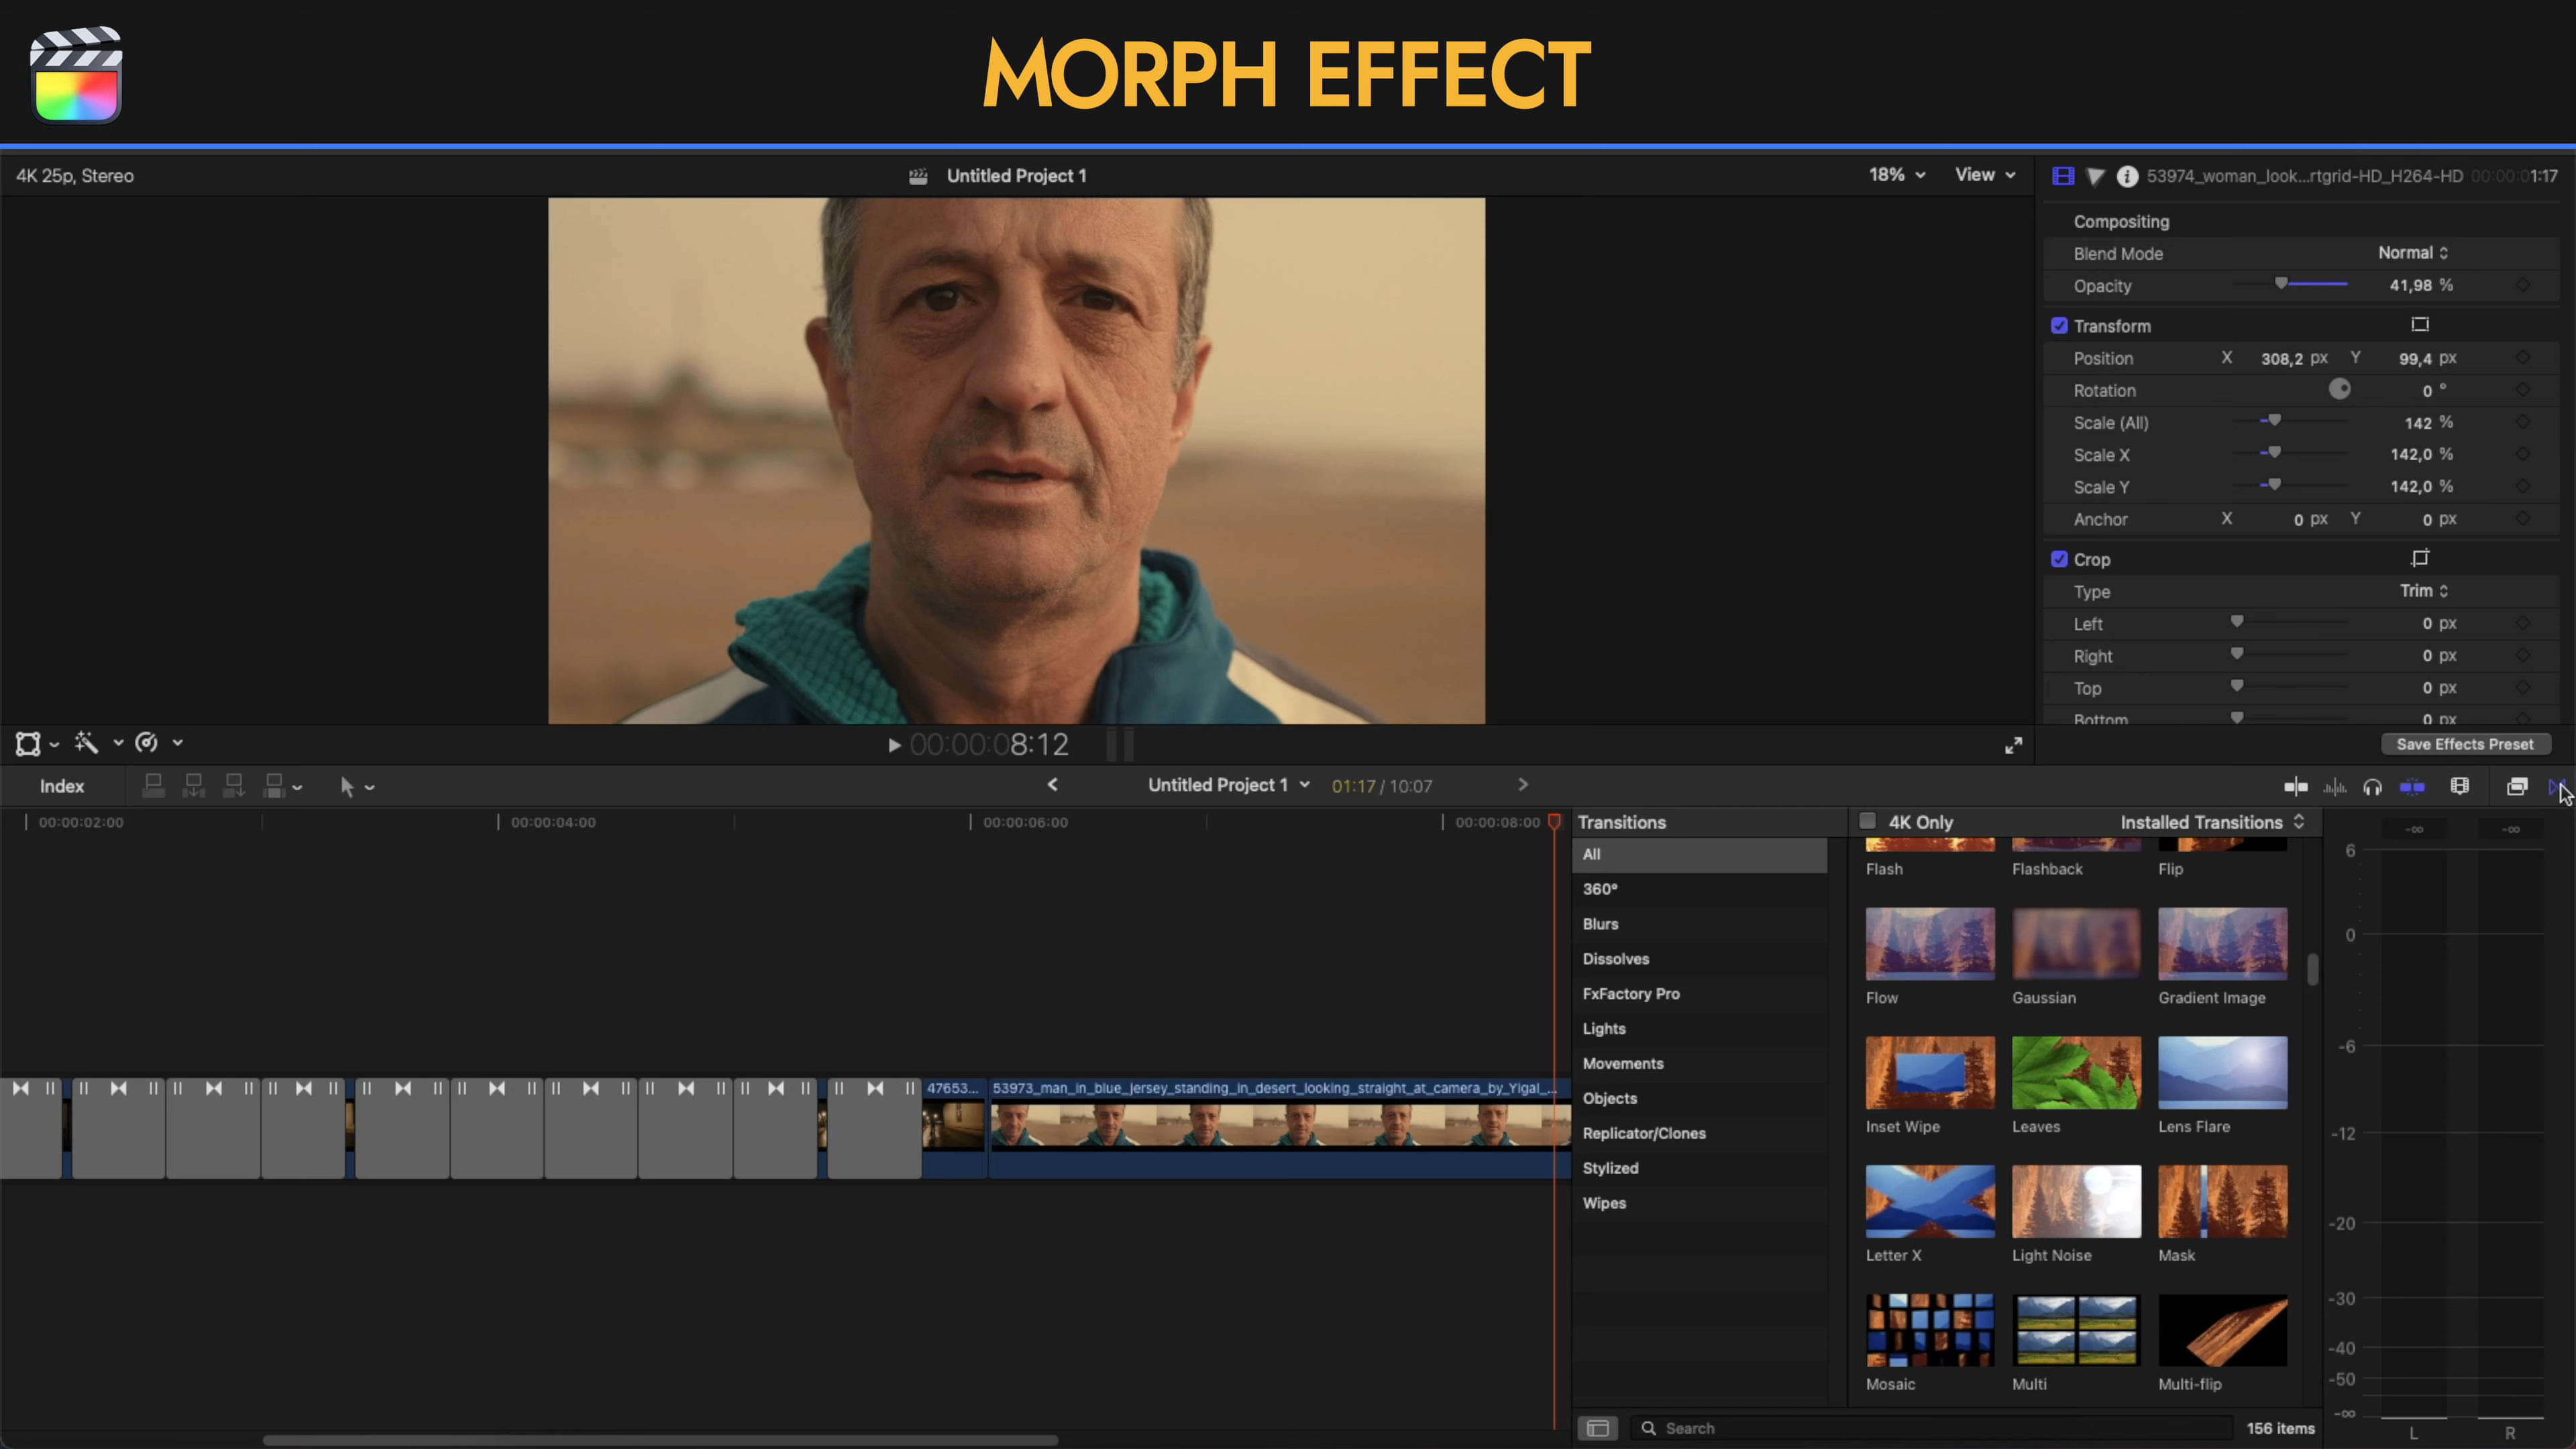 MORPH EFFECT
4K 25p, Stereo
Untitled Project 1
18%
View
53974_woman_look...rtgrid-HD_H264-HD
00:00:01:17
Compositing
Blend Mode Normal
Opacity 41,98 %
Transform
Position X 308,2 px Y 99,4 px
Rotation 0 °
Scale (All) 142 %
Scale X 142,0 %
Scale Y 142,0 %
Anchor X 0 px Y 0 px
Crop
Type Trim
Left 0 px
Right 0 px
Top 0 px
Bottom 0 px
00:00:08:12
Save Effects Preset
Index
Untitled Project 1
01:17 / 10:07
00:00:02:00
00:00:04:00
00:00:06:00
00:00:08:00
47653...
53973_man_in_blue_jersey_standing_in_desert_looking_straight_at_camera_by_Yigal_...
Transitions
4K Only
Installed Transitions
All
360°
Blurs
Dissolves
FxFactory Pro
Lights
Movements
Objects
Replicator/Clones
Stylized
Wipes
Flash
Flashback
Flip
Flow
Gaussian
Gradient Image
Inset Wipe
Leaves
Lens Flare
Letter X
Light Noise
Mask
Mosaic
Multi
Multi-flip
Search
156 items
-∞
-∞
6
0
-6
-12
-20
-30
-40
-50
-∞
L
R